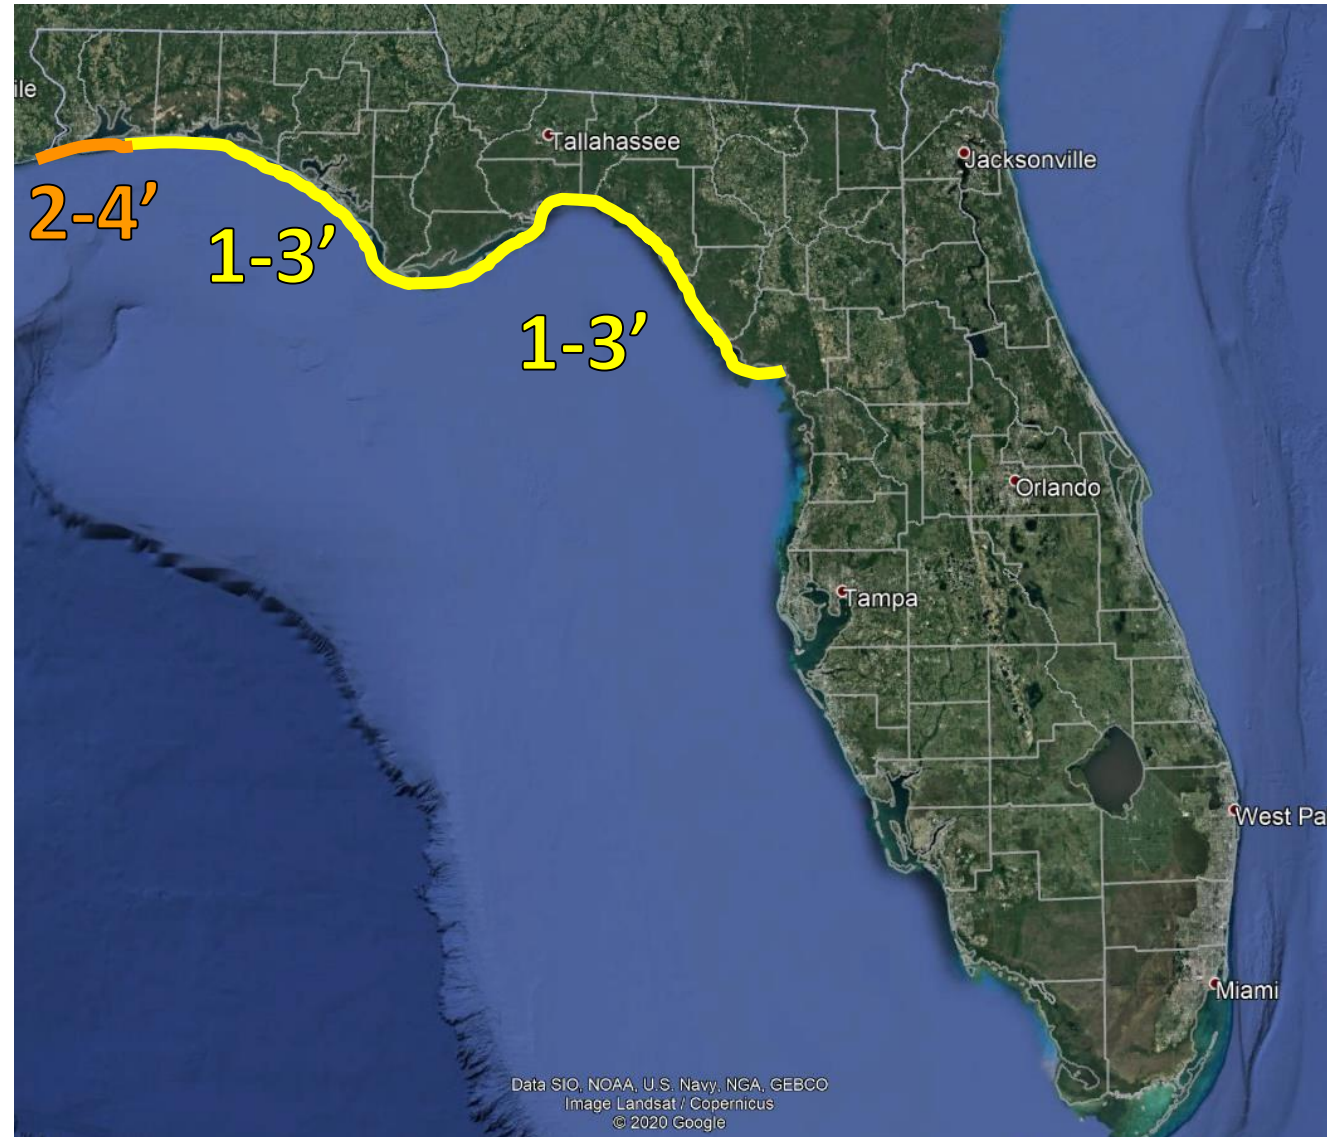 ile
Tallahassee
Jacksonville
2-4’
1-3’
1-3’
Orlando
Tampa
West Pa
Miami
Data SIO, NOAA, U.S. Navy, NGA, GEBCO
Image Landsat / Copernicus
© 2020 Google